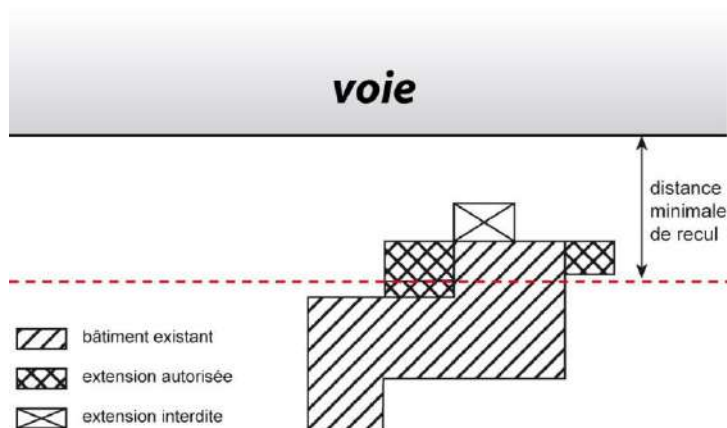 voie
distance
minimale
de recul
bâtiment existant
extension autorisée
extension interdite